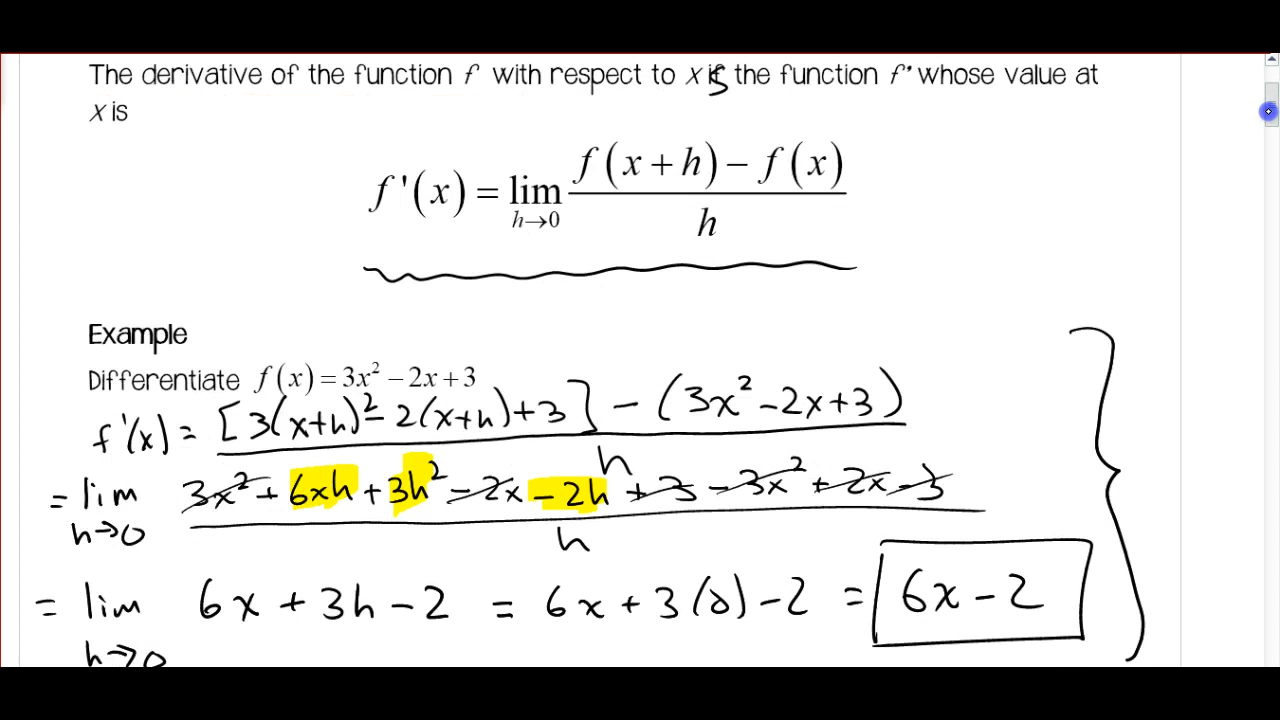 The derivative of the function f with respect to x is the function f' whose value at
x is
f'(x) = lim h→0 f(x+h) − f(x) / h
Example
Differentiate f(x) = 3x² − 2x + 3
f'(x) = [3(x+h)² − 2(x+h) + 3] − (3x² − 2x + 3) / h
= lim h→0 3x² + 6xh + 3h² − 2x − 2h + 3 − 3x² + 2x − 3 / h
= lim h→0 6x + 3h − 2 = 6x + 3(0) − 2 = 6x − 2